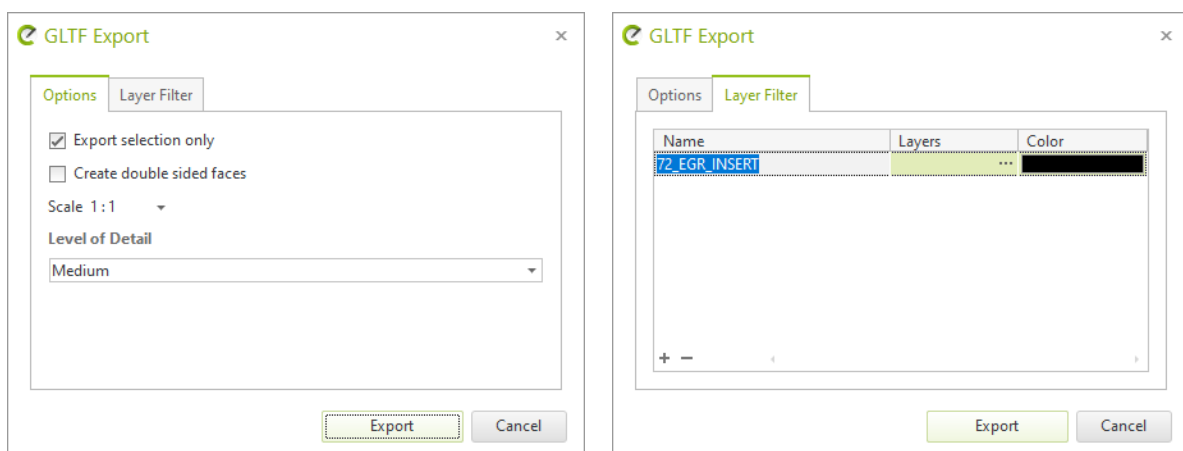 GLTF Export
Options Layer Filter
Export selection only
Create double sided faces
Scale 1:1
Level of Detail
Medium
Export Cancel
GLTF Export
Options Layer Filter
Name Layers Color
72_EGR_INSERT ...
Export Cancel